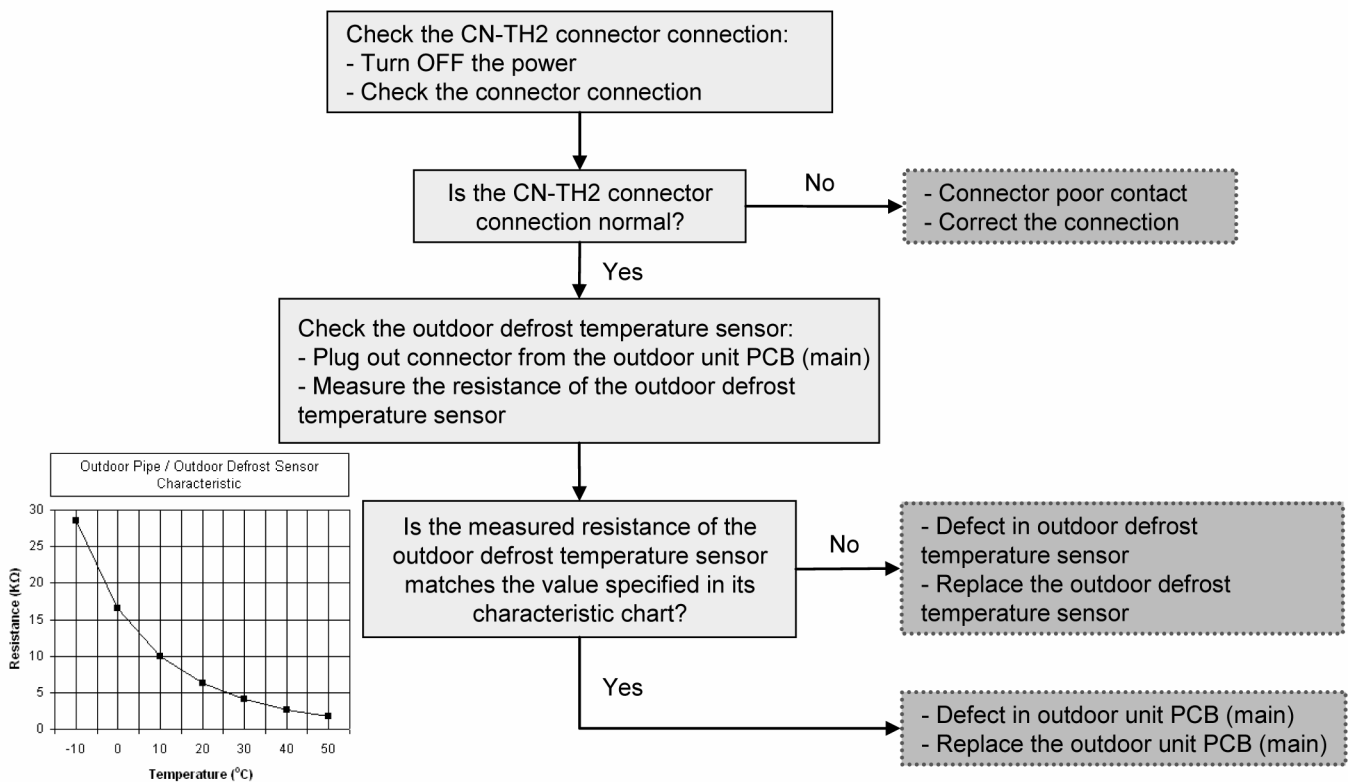 Check the CN-TH2 connector connection:
- Turn OFF the power
- Check the connector connection
Is the CN-TH2 connector
connection normal?
No
- Connector poor contact
- Correct the connection
Yes
Check the outdoor defrost temperature sensor:
- Plug out connector from the outdoor unit PCB (main)
- Measure the resistance of the outdoor defrost
temperature sensor
Is the measured resistance of the
outdoor defrost temperature sensor
matches the value specified in its
characteristic chart?
No
- Defect in outdoor defrost
temperature sensor
- Replace the outdoor defrost
temperature sensor
Yes
- Defect in outdoor unit PCB (main)
- Replace the outdoor unit PCB (main)
Outdoor Pipe / Outdoor Defrost Sensor
Characteristic
Resistance (KΩ)
30
25
20
15
10
5
0
-10 0 10 20 30 40 50
Temperature (⁰C)